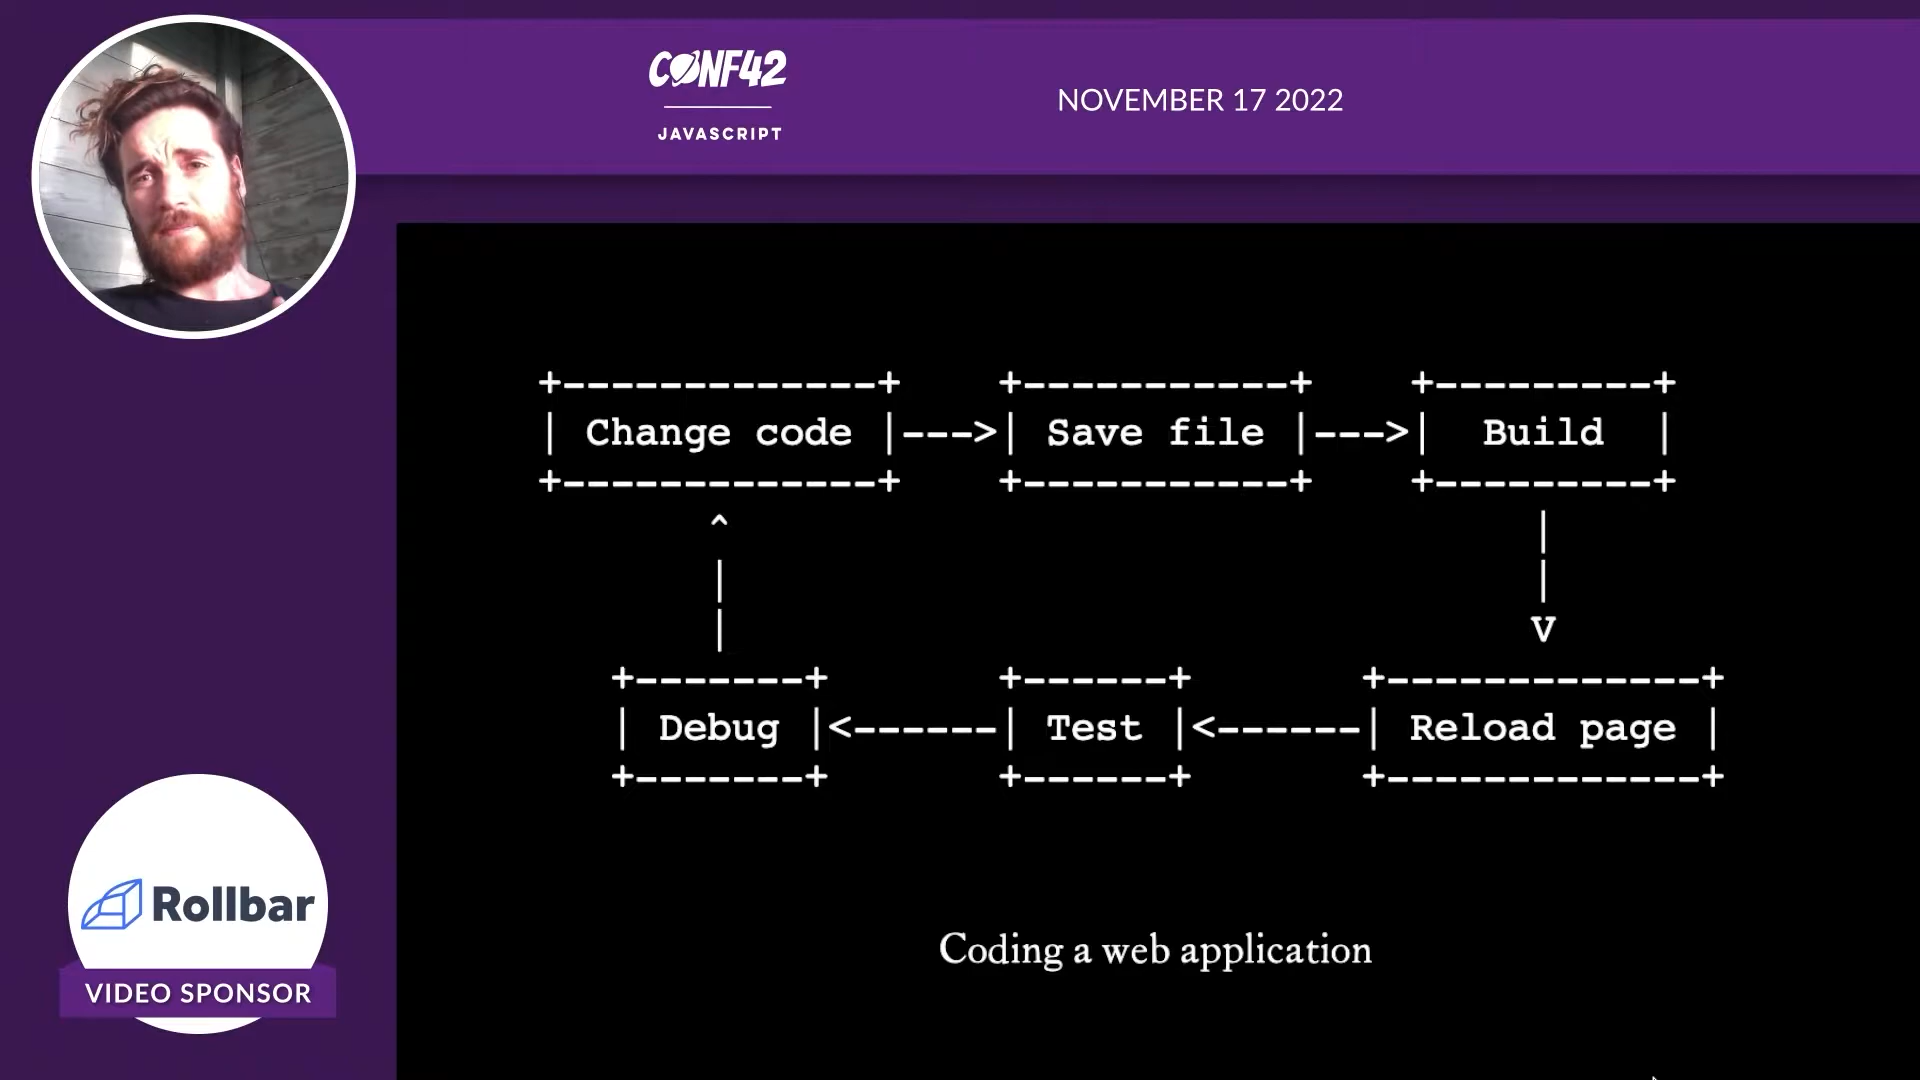 CONF42
JAVASCRIPT
NOVEMBER 17 2022
+-------------+    +-----------+    +---------+
| Change code |--->| Save file |--->|  Build  |
+-------------+    +-----------+    +---------+
       ^                                 |
       |                                 |
       |                                 V
   +-------+       +------+       +-------------+
   | Debug |<------| Test |<------| Reload page |
   +-------+       +------+       +-------------+
Coding a web application
Rollbar
VIDEO SPONSOR